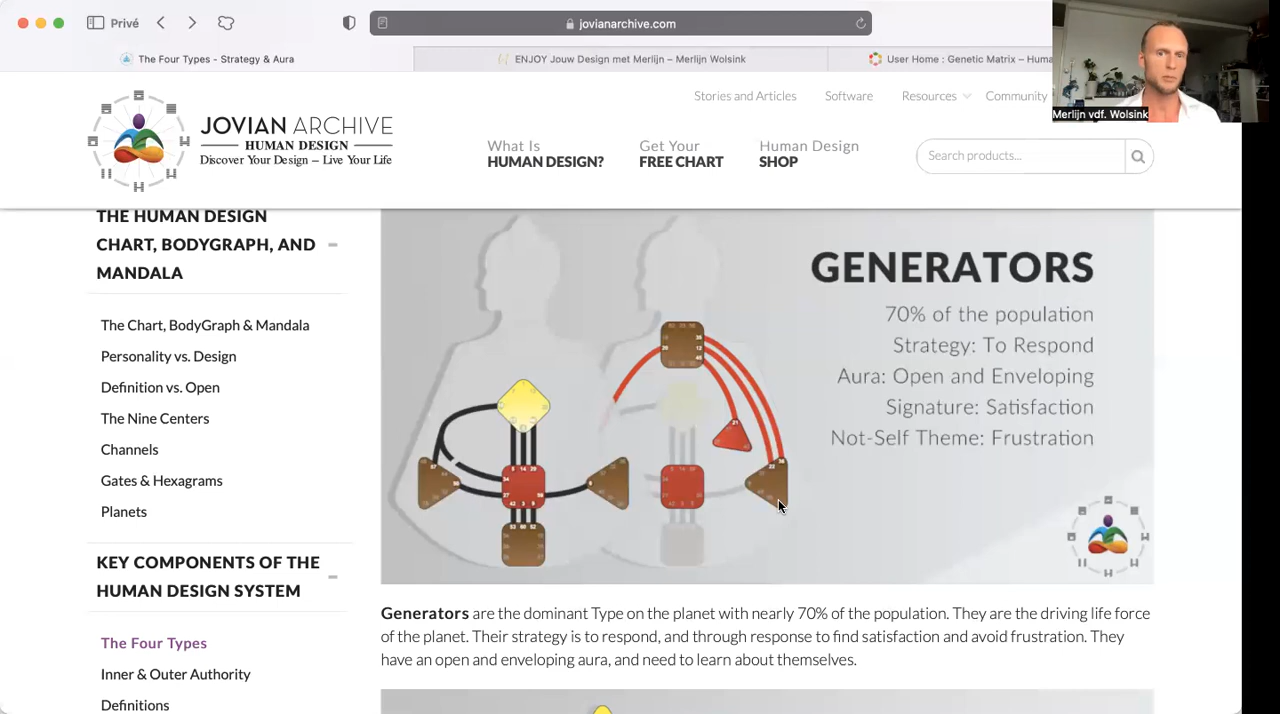 Privé
jovianarchive.com
The Four Types - Strategy & Aura
ENJOY Jouw Design met Merlijn – Merlijn Wolsink
User Home : Genetic Matrix – Huma
Merlijn vdf. Wolsink
Stories and Articles
Software
Resources
Community
JOVIAN ARCHIVE
HUMAN DESIGN
Discover Your Design – Live Your Life
What Is
HUMAN DESIGN?
Get Your
FREE CHART
Human Design
SHOP
Search products...
THE HUMAN DESIGN
CHART, BODYGRAPH, AND
MANDALA
The Chart, BodyGraph & Mandala
Personality vs. Design
Definition vs. Open
The Nine Centers
Channels
Gates & Hexagrams
Planets
KEY COMPONENTS OF THE
HUMAN DESIGN SYSTEM
The Four Types
Inner & Outer Authority
Definitions
GENERATORS
70% of the population
Strategy: To Respond
Aura: Open and Enveloping
Signature: Satisfaction
Not-Self Theme: Frustration
Generators are the dominant Type on the planet with nearly 70% of the population. They are the driving life force
of the planet. Their strategy is to respond, and through response to find satisfaction and avoid frustration. They
have an open and enveloping aura, and need to learn about themselves.